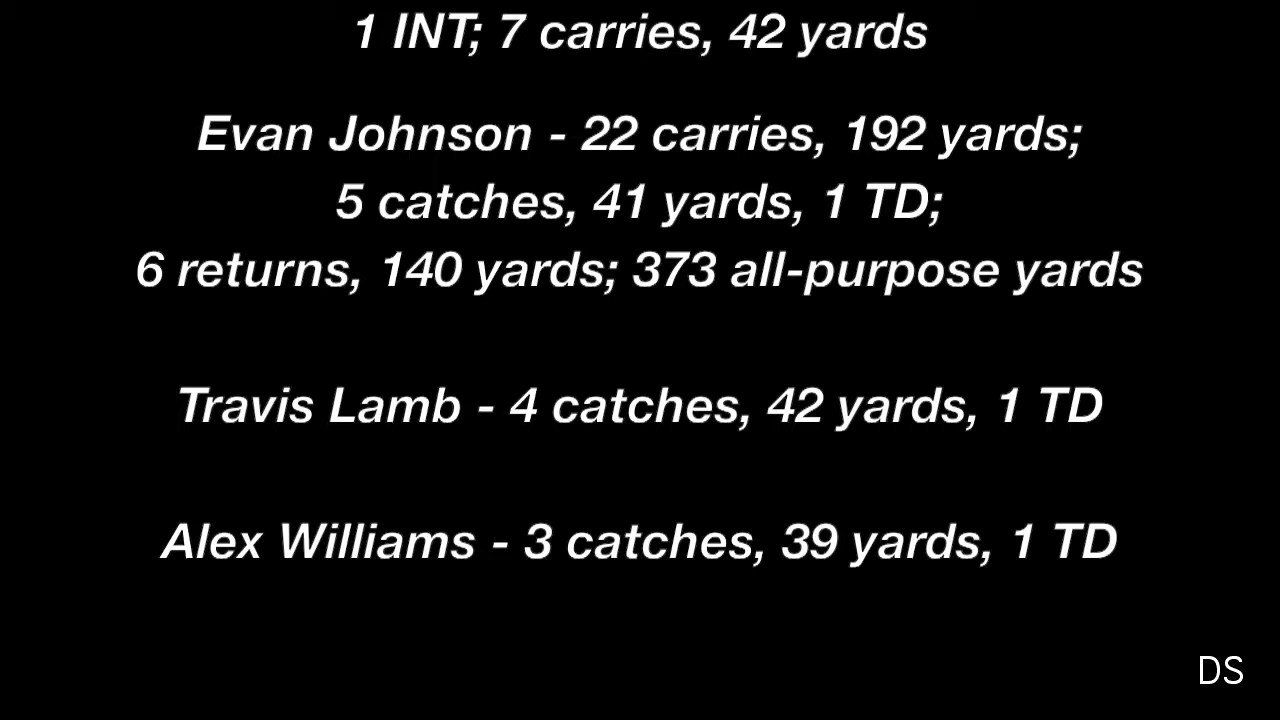 1 INT; 7 carries, 42 yards
Evan Johnson - 22 carries, 192 yards;
5 catches, 41 yards, 1 TD;
6 returns, 140 yards; 373 all-purpose yards
Travis Lamb - 4 catches, 42 yards, 1 TD
Alex Williams - 3 catches, 39 yards, 1 TD
DS